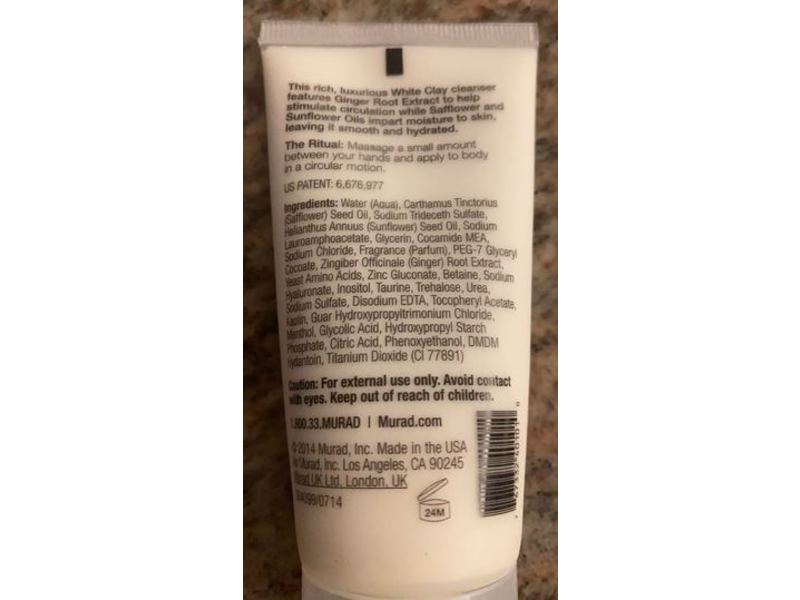 This rich, luxurious White Clay cleanser
features Ginger Root Extract to help
stimulate circulation while Safflower and
Sunflower Oils impart moisture to skin,
leaving it smooth and hydrated.
The Ritual: Massage a small amount
between your hands and apply to body
in a circular motion.
US PATENT: 6,676,977
Ingredients: Water (Aqua), Carthamus Tinctorius
(Safflower) Seed Oil, Sodium Trideceth Sulfate,
Helianthus Annuus (Sunflower) Seed Oil, Sodium
Lauroamphoacetate, Glycerin, Cocamide MEA,
Sodium Chloride, Fragrance (Parfum), PEG-7 Glyceryl
Cocoate, Zingiber Officinale (Ginger) Root Extract,
Yeast Amino Acids, Zinc Gluconate, Betaine, Sodium
Hyaluronate, Inositol, Taurine, Trehalose, Urea,
Sodium Sulfate, Disodium EDTA, Tocopheryl Acetate,
Kaolin, Guar Hydroxypropyltrimonium Chloride,
Menthol, Glycolic Acid, Hydroxypropyl Starch
Phosphate, Citric Acid, Phenoxyethanol, DMDM
Hydantoin, Titanium Dioxide (CI 77891)
Caution: For external use only. Avoid contact
with eyes. Keep out of reach of children.
1.800.33.MURAD | Murad.com
© 2014 Murad, Inc. Made in the USA
Murad, Inc. Los Angeles, CA 90245
Murad UK Ltd, London, UK
24M